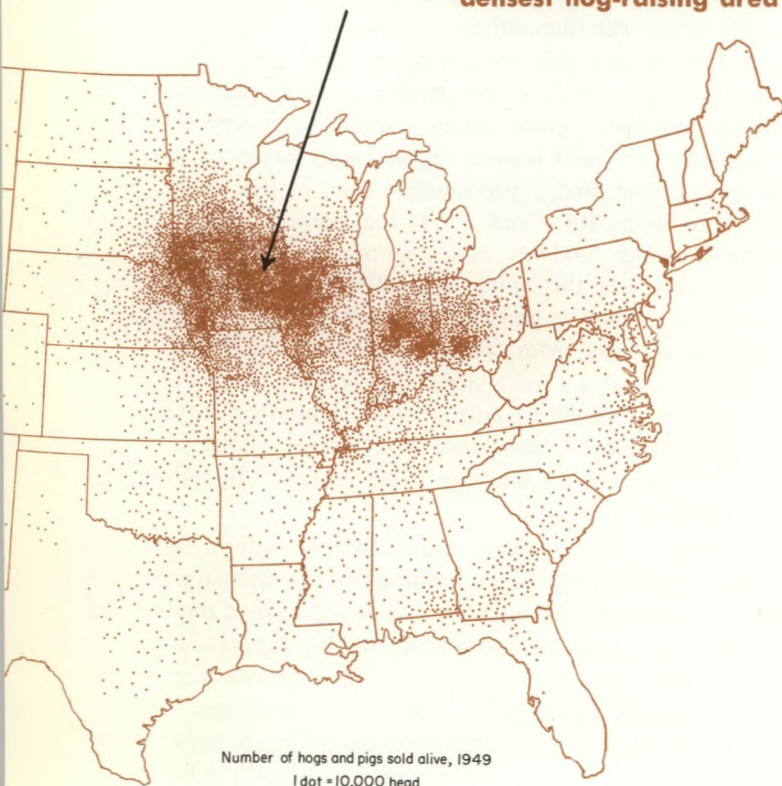 densest hog-raising area
Number of hogs and pigs sold alive, 1949
1 dot = 10,000 head